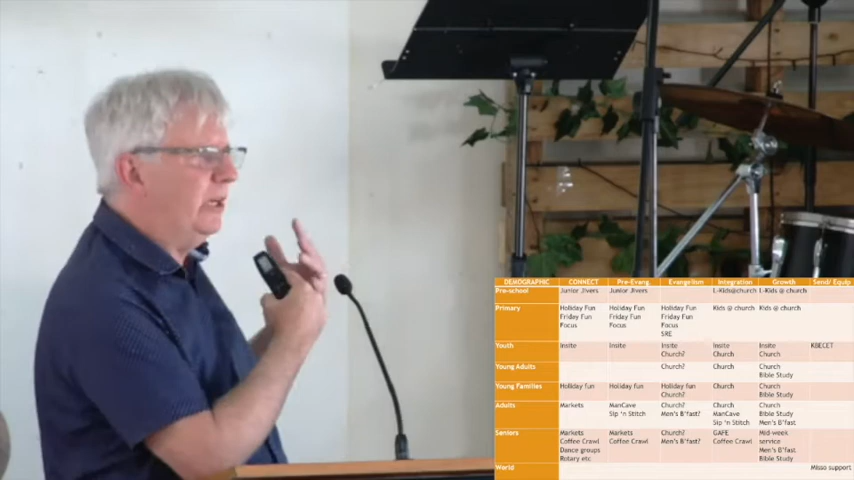 DEMOGRAPHIC CONNECT Pre-Evang. Evangelism Integration Growth Send/ Equip
Pre-school Junior Jivers Junior Jivers L-Kids@church L-Kids @ church
Primary Holiday Fun Holiday Fun Holiday Fun Kids @ church Kids @ church
Friday Fun Friday Fun Friday Fun
Focus Focus Focus
SRE
Youth Insite Insite Insite Insite Insite KBECET
Church? Church Church
Young Adults Church? Church Church
Bible Study
Young Families Holiday fun Holiday fun Holiday fun Church Church
Church? Bible Study
Adults Markets ManCave Church? Church Church
Sip 'n Stitch Men's B'fast? ManCave Bible Study
Sip 'n Stitch Men's B'fast
Seniors Markets Markets Church? GAFE Mid-week
Coffee Crawl Coffee Crawl Men's B'fast? Coffee Crawl service
Dance groups Men's B'fast
Rotary etc Bible Study
World Misso support